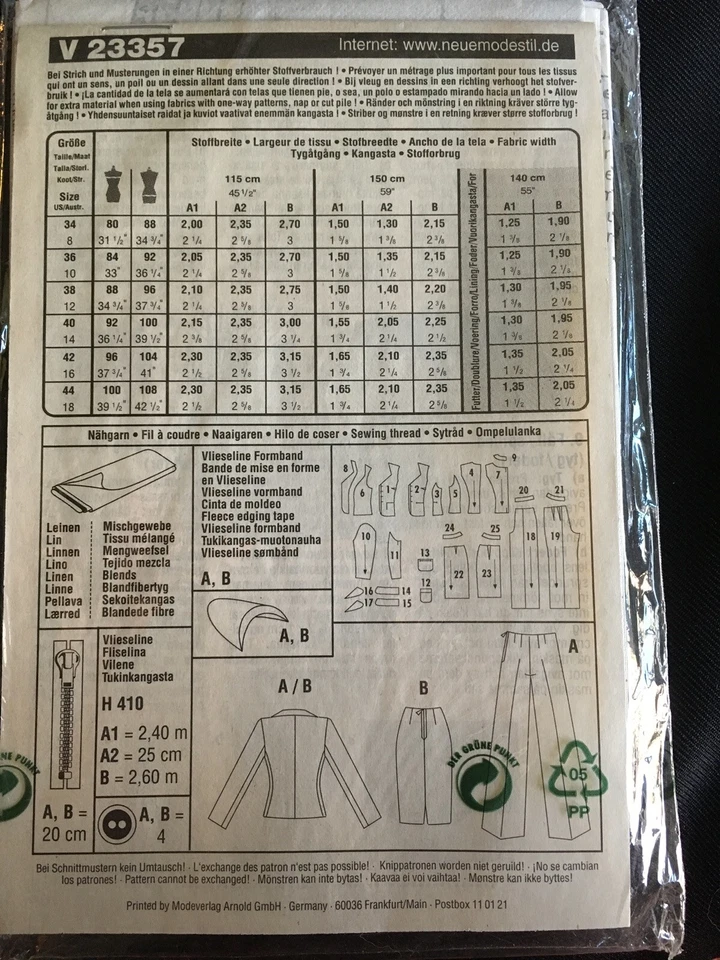 V 23357
Internet: www.neuemodestil.de
Bei Strich und Musterungen in einer Richtung erhöhter Stoffverbrauch ! • Prévoyer un métrage plus important pour tous les tissus
qui ont un sens, un poil ou un dessin allant dans une seule direction ! • Bij vleug en dessins in een richting verhoogt het stofver-
bruik ! • ¡La cantidad de la tela se aumentará con telas que tienen pie, o sea, un polo o estampado mirando hacia un lado ! • Allow
for extra material when using fabrics with one-way patterns, nap or cut pile ! • Ränder och mönstring i en riktning kräver större tyg-
åtgång ! • Yhdensuuntaiset raidat ja kuviot vaativat enemmän kangasta ! • Striber og mønstre i en retning kræver større stofforbrug !
Größe
Taille/Maat
Talla/Storl.
Koot/Str.
Size
US/Austr.
Stoffbreite • Largeur de tissu • Stofbreedte • Ancho de la tela • Fabric width
Tygåtgång • Kangasta • Stofforbrug
115 cm 150 cm 140 cm
45 ½" 59" 55"
A1 A2 B A1 A2 B A1 B
Futter/Doublure/Voering/Forro/Lining/Foder/Vuorikangasta/For
34 80 88 2,00 2,35 2,70 1,50 1,30 2,15 1,25 1,90
8 31 ½" 34 ¾" 2 ¼ 2 ⅝ 3 1 ⅝ 1 ⅜ 2 ⅜ 1 ⅜ 2 ⅛
36 84 92 2,05 2,35 2,70 1,50 1,35 2,15 1,25 1,90
10 33" 36 ¼" 2 ¼ 2 ⅝ 3 1 ⅝ 1 ½ 2 ⅜ 1 ⅜
38 88 96 2,10 2,35 2,75 1,50 1,40 2,20 1,30 1,95
12 34 ¾" 37 ¾" 2 ¼ 2 ⅝ 3 1 ⅝ 1 ½ 2 ⅜ 1 ⅜ 2 ⅛
40 92 100 2,15 2,35 3,00 1,55 2,05 2,25 1,30 1,95
14 36 ¼" 39 ½" 2 ⅜ 2 ⅝ 3 ¼ 1 ¾ 2 ¼ 2 ½ 1 ⅜ 2 ⅛
42 96 104 2,30 2,35 3,15 1,65 2,10 2,35 1,35 2,05
16 37 ¾" 41" 2 ½ 2 ⅝ 3 ½ 1 ¾ 2 ¼ 2 ⅝ 1 ½ 2 ¼
44 100 108 2,30 2,35 3,15 1,65 2,10 2,35 1,35 2,05
18 39 ½" 42 ½" 2 ½ 2 ⅝ 3 ½ 1 ¾ 2 ¼ 2 ⅝ 1 ½ 2 ¼
Nähgarn • Fil à coudre • Naaigaren • Hilo de coser • Sewing thread • Sytråd • Ompelulanka
Leinen Mischgewebe
Lin Tissu mélangé
Linnen Mengweefsel
Lino Tejido mezcla
Linen Blends
Linne Blandfibertyg
Pellava Sekoitekangas
Lærred Blandede fibre
Vlieseline Formband
Bande de mise en forme
en Vlieseline
Vlieseline vormband
Cinta de moldeo
Fleece edging tape
Vlieseline formband
Tukikangas-muotonauha
Vlieseline sømbånd
A, B
A, B
8 6 1 2 3 5 4 7 9
20 21
10 11 13 12 24 25 22 23 18 19
16 14
17 15
Vlieseline
Fliselina
Vilene
Tukinkangasta
H 410
A1 = 2,40 m
A2 = 25 cm
B = 2,60 m
A, B =
20 cm
A, B =
4
A / B
B
A
NE PUNKT
DER GRÜNE PUNKT
05
PP
Bei Schnittmustern kein Umtausch! · L'exchange des patron n'est pas possible! · Knippatronen worden niet geruild! · ¡No se cambian
los patrones! · Pattern cannot be exchanged! · Mönstren kan inte bytas! · Kaavaa ei voi vaihtaa! · Mønstre kan ikke byttes!
Printed by Modeverlag Arnold GmbH · Germany · 60036 Frankfurt/Main · Postbox 11 01 21